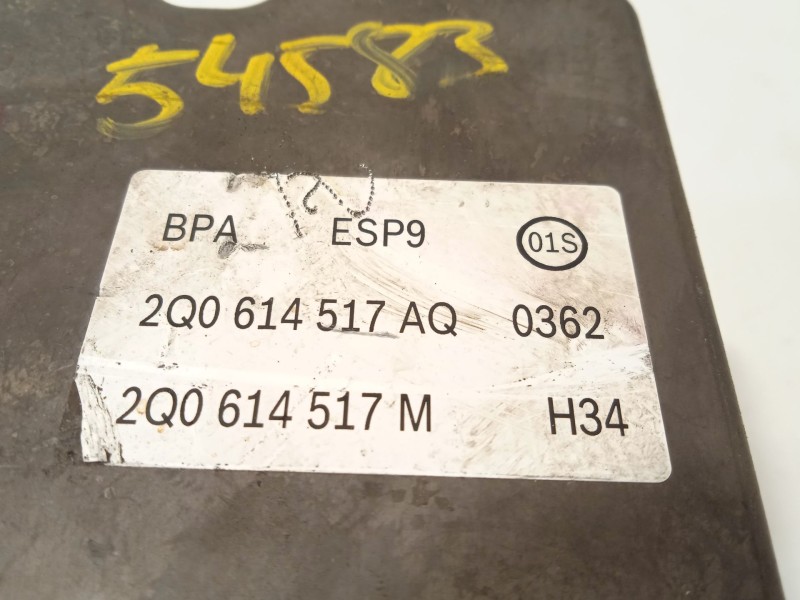 54583
BPA ESP9 01S
2Q0 614 517 AQ 0362
2Q0 614 517 M H34